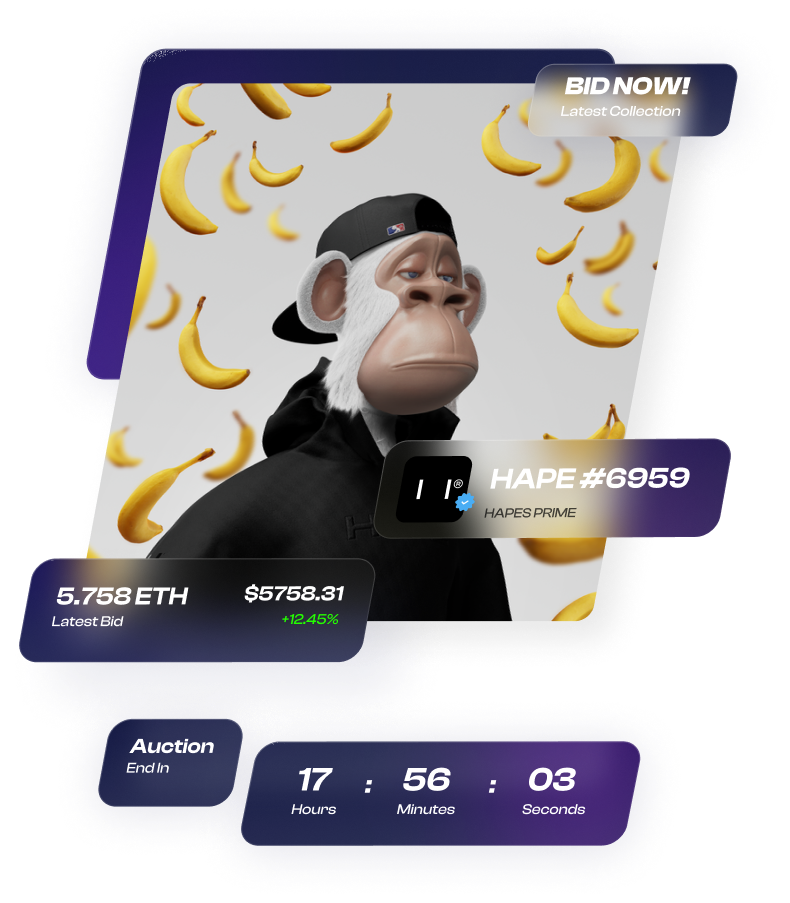 BID NOW!
Latest Collection
HAPE #6959
HAPES PRIME
5.758 ETH
$5758.31
Latest Bid
+12.45%
Auction
End In
17 : 56 : 03
Hours Minutes Seconds